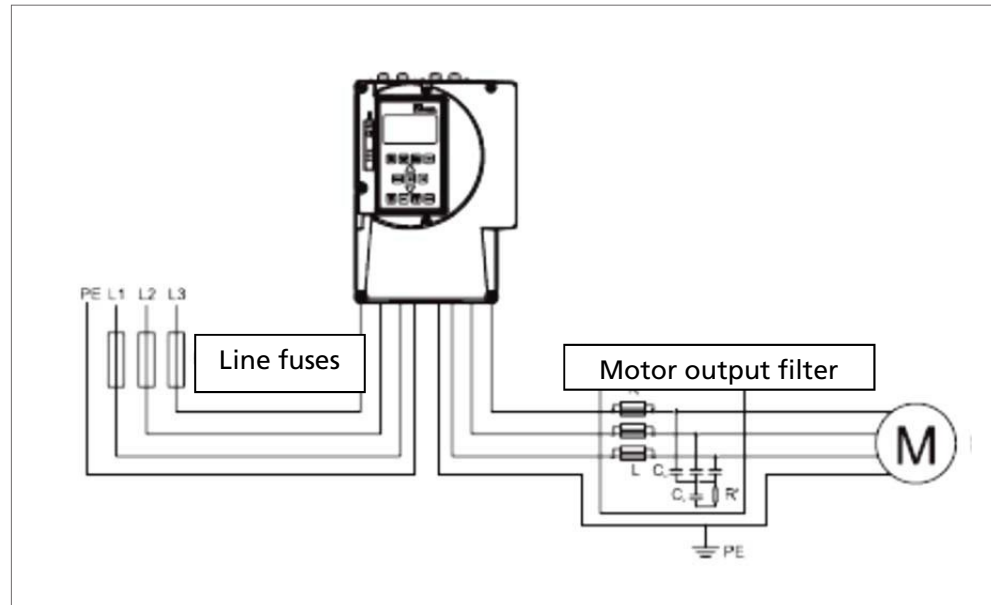 PE L1 L2 L3
Line fuses
Motor output filter
L
C
C
R'
M
PE